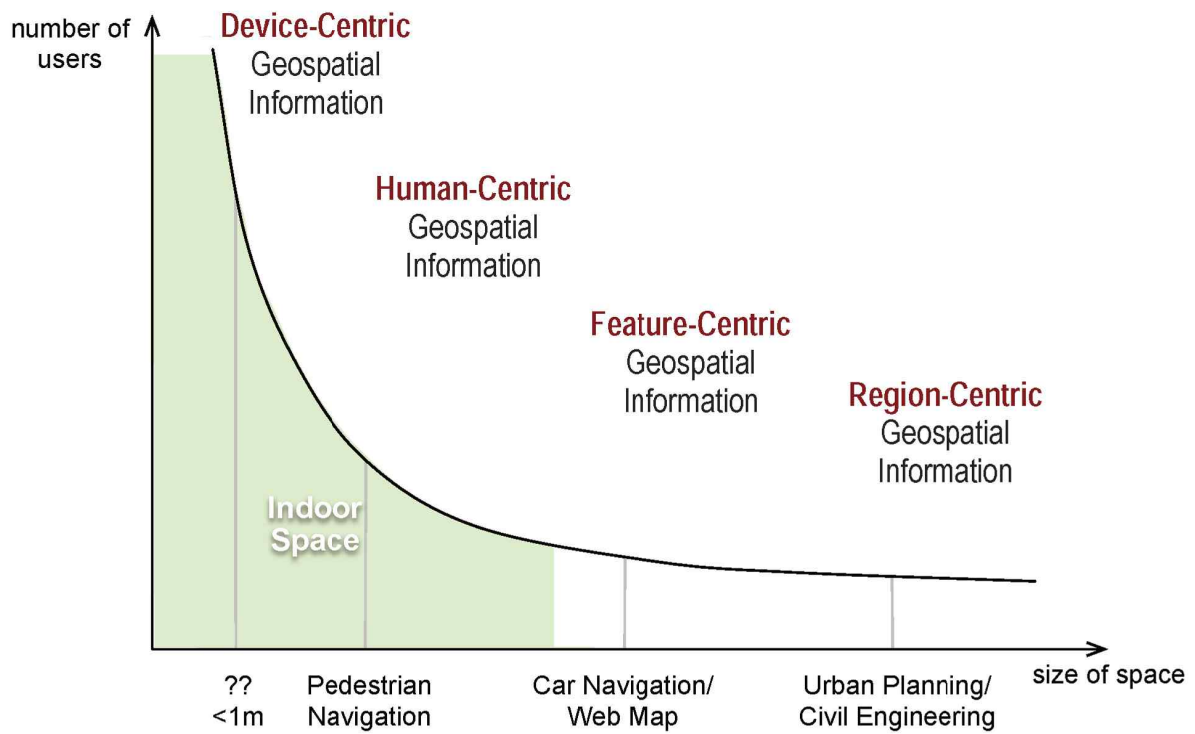 number of
users
Device-Centric
Geospatial
Information
Human-Centric
Geospatial
Information
Feature-Centric
Geospatial
Information
Region-Centric
Geospatial
Information
Indoor
Space
size of space
??
<1m
Pedestrian
Navigation
Car Navigation/
Web Map
Urban Planning/
Civil Engineering